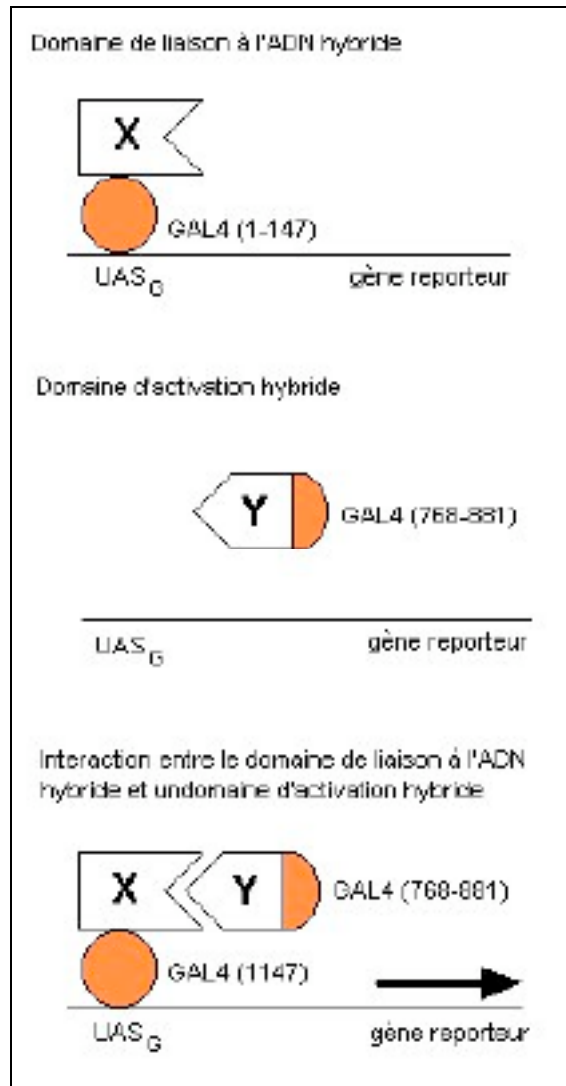 Domaine de liaison à l'ADN hybride
X
GAL4 (1-147)
UAS G
gène reporteur
Domaine d'activation hybride
Y
GAL4 (768-881)
UAS G
gène reporteur
Interaction entre le domaine de liaison à l'ADN
hybride et undomaine d'activation hybride
X Y GAL4 (768-881)
GAL4 (1147)
UAS G
gène reporteur